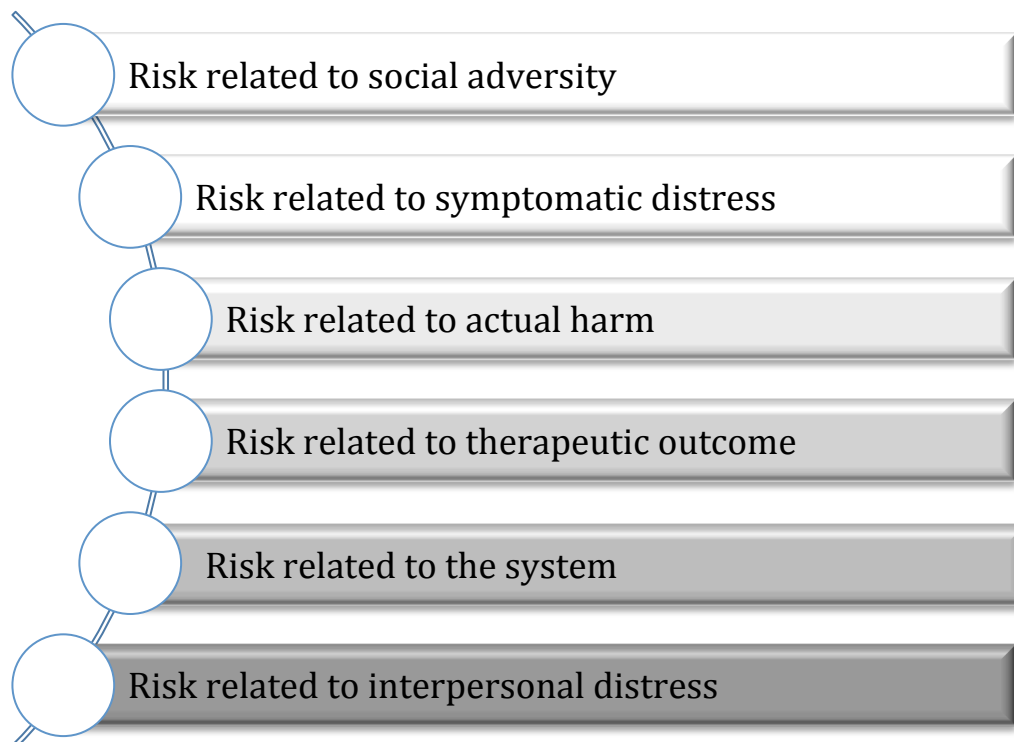 Risk related to social adversity
Risk related to symptomatic distress
Risk related to actual harm
Risk related to therapeutic outcome
Risk related to the system
Risk related to interpersonal distress